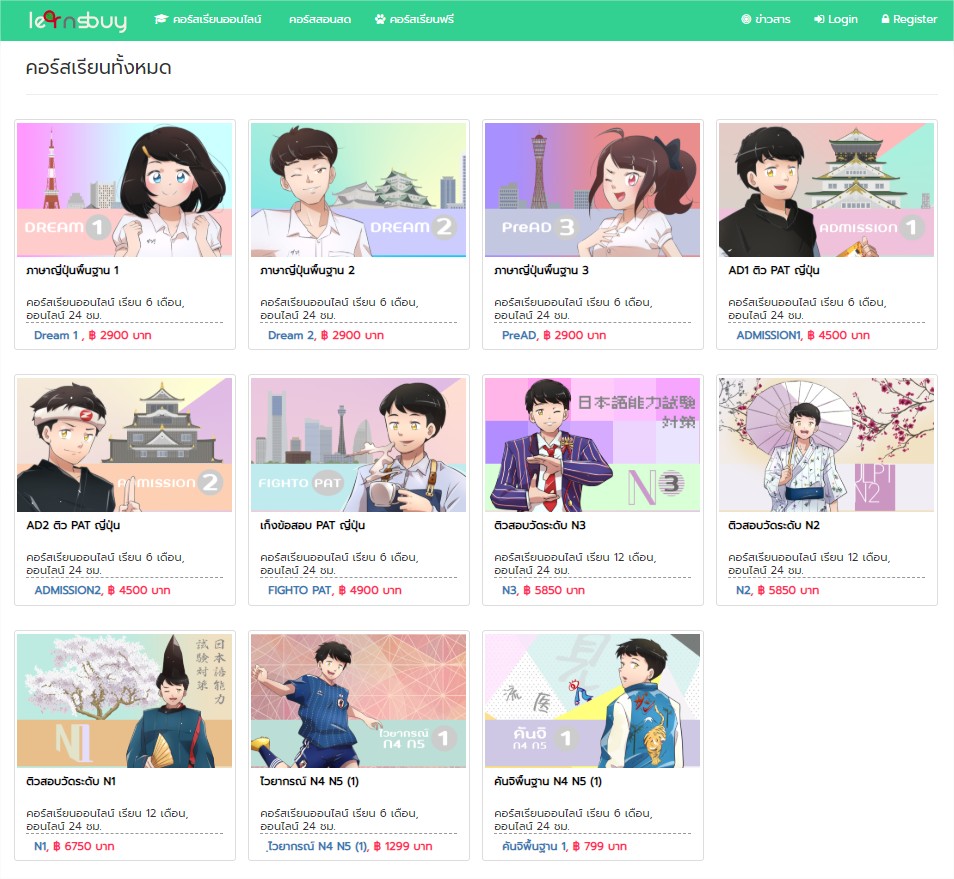 learnsbuy
คอร์สเรียนออนไลน์ คอร์สสอนสด คอร์สเรียนฟรี ข่าวสาร Login Register
คอร์สเรียนทั้งหมด
DREAM 1
DREAM 2
PreAD 3
ADMISSION 1
ภาษาญี่ปุ่นพื้นฐาน 1
คอร์สเรียนออนไลน์ เรียน 6 เดือน,
ออนไลน์ 24 ชม.
Dream 1 , ฿ 2900 บาท
ภาษาญี่ปุ่นพื้นฐาน 2
คอร์สเรียนออนไลน์ เรียน 6 เดือน,
ออนไลน์ 24 ชม.
Dream 2, ฿ 2900 บาท
ภาษาญี่ปุ่นพื้นฐาน 3
คอร์สเรียนออนไลน์ เรียน 6 เดือน,
ออนไลน์ 24 ชม.
PreAD, ฿ 2900 บาท
AD1 ติว PAT ญี่ปุ่น
คอร์สเรียนออนไลน์ เรียน 6 เดือน,
ออนไลน์ 24 ชม.
ADMISSION1, ฿ 4500 บาท
ADMISSION 2
FIGHTO PAT
日本語能力試験
対策
N3
JLPT
N2
AD2 ติว PAT ญี่ปุ่น
คอร์สเรียนออนไลน์ เรียน 6 เดือน,
ออนไลน์ 24 ชม.
ADMISSION2, ฿ 4500 บาท
เก็งข้อสอบ PAT ญี่ปุ่น
คอร์สเรียนออนไลน์ เรียน 6 เดือน,
ออนไลน์ 24 ชม.
FIGHTO PAT, ฿ 4900 บาท
ติวสอบวัดระดับ N3
คอร์สเรียนออนไลน์ เรียน 12 เดือน,
ออนไลน์ 24 ชม.
N3, ฿ 5850 บาท
ติวสอบวัดระดับ N2
คอร์สเรียนออนไลน์ เรียน 12 เดือน,
ออนไลน์ 24 ชม.
N2, ฿ 5850 บาท
日本語能力
試験対策
N1
ไวยากรณ์ 1
ก4 ก5
流医
คันจิ 1
ก4 ก5
ติวสอบวัดระดับ N1
คอร์สเรียนออนไลน์ เรียน 12 เดือน,
ออนไลน์ 24 ชม.
N1, ฿ 6750 บาท
ไวยากรณ์ N4 N5 (1)
คอร์สเรียนออนไลน์ เรียน 6 เดือน,
ออนไลน์ 24 ชม.
ไวยากรณ์ N4 N5 (1), ฿ 1299 บาท
คันจิพื้นฐาน N4 N5 (1)
คอร์สเรียนออนไลน์ เรียน 6 เดือน,
ออนไลน์ 24 ชม.
คันจิพื้นฐาน 1, ฿ 799 บาท